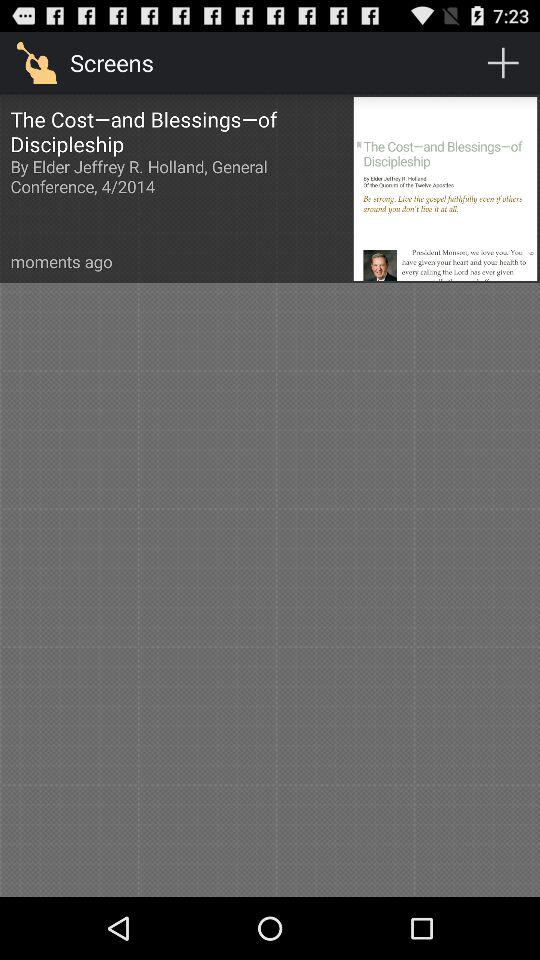 7:23
Screens
The Cost—and Blessings—of
Discipleship
By Elder Jeffrey R. Holland, General
Conference, 4/2014
moments ago
The Cost—and Blessings—of
Discipleship
By Elder Jeffrey R. Holland
Of the Quorum of the Twelve Apostles
Be strong. Live the gospel faithfully even if others
around you don't live it at all.
President Monson, we love you. You
have given your heart and your health to
every calling the Lord has ever given